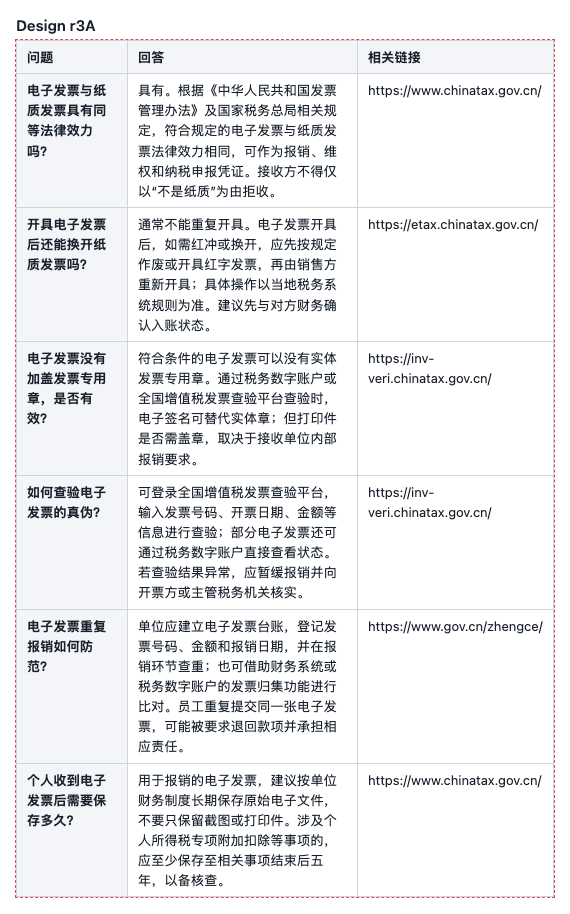 Design r3A
问题
回答
相关链接
电子发票与纸
质发票具有同
等法律效力
吗？
具有。根据《中华人民共和国发票
管理办法》及国家税务总局相关规
定，符合规定的电子发票与纸质发
票法律效力相同，可作为报销、维
权和纳税申报凭证。接收方不得仅
以“不是纸质”为由拒收。
https://www.chinatax.gov.cn/
开具电子发票
后还能换开纸
质发票吗？
通常不能重复开具。电子发票开具
后，如需红冲或换开，应先按规定
作废或开具红字发票，再由销售方
重新开具；具体操作以当地税务系
统规则为准。建议先与对方财务确
认入账状态。
https://etax.chinatax.gov.cn/
电子发票没有
加盖发票专用
章，是否有
效？
符合条件的电子发票可以没有实体
发票专用章。通过税务数字账户或
全国增值税发票查验平台查验时，
电子签名可替代实体章；但打印件
是否需盖章，取决于接收单位内部
报销要求。
https://inv-
veri.chinatax.gov.cn/
如何查验电子
发票的真伪？
可登录全国增值税发票查验平台，
输入发票号码、开票日期、金额等
信息进行查验；部分电子发票还可
通过税务数字账户直接查看状态。
若查验结果异常，应暂缓报销并向
开票方或主管税务机关核实。
https://inv-
veri.chinatax.gov.cn/
电子发票重复
报销如何防
范？
单位应建立电子发票台账，登记发
票号码、金额和报销日期，并在报
销环节查重；也可借助财务系统或
税务数字账户的发票归集功能进行
比对。员工重复提交同一张电子发
票，可能被要求退回款项并承担相
应责任。
https://www.gov.cn/zhengce/
个人收到电子
发票后需要保
存多久？
用于报销的电子发票，建议按单位
财务制度长期保存原始电子文件，
不要只保留截图或打印件。涉及个
人所得税专项附加扣除等事项的，
应至少保存至相关事项结束后五
年，以备核查。
https://www.chinatax.gov.cn/